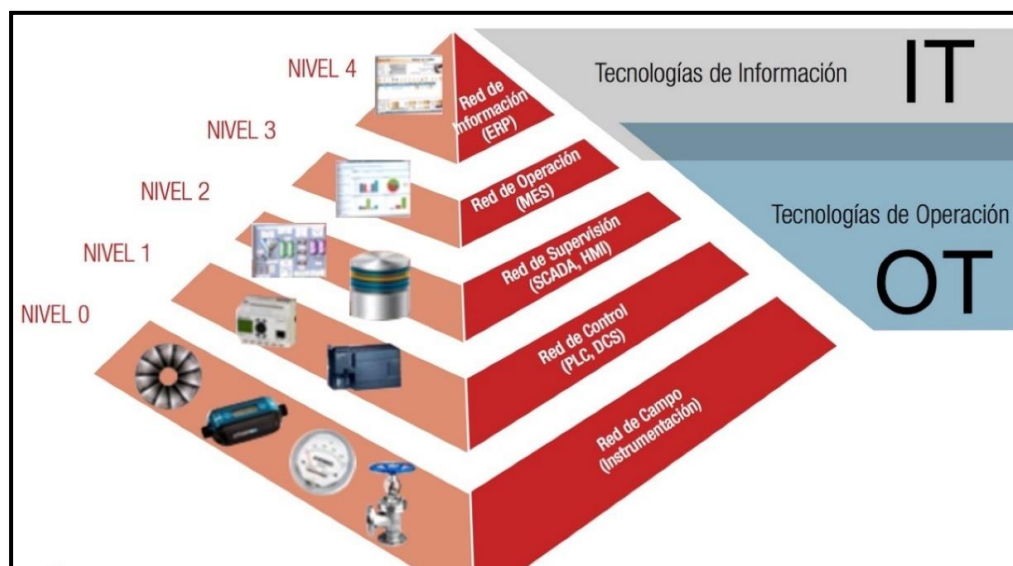 NIVEL 4
NIVEL 3
NIVEL 2
NIVEL 1
NIVEL 0
Red de
Información
(ERP)
Red de Operación
(MES)
Red de Supervisión
(SCADA, HMI)
Red de Control
(PLC, DCS)
Red de Campo
(Instrumentación)
Tecnologías de Información
IT
Tecnologías de Operación
OT